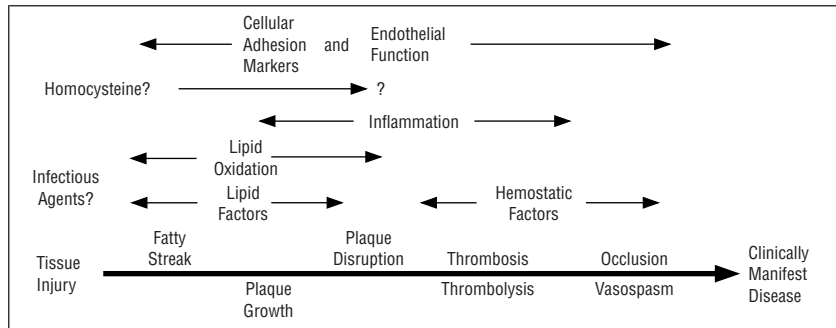 Cellular
Adhesion and Endothelial
Markers Function
Homocysteine? ?
Inflammation
Lipid
Oxidation
Infectious
Agents?
Lipid
Factors
Hemostatic
Factors
Fatty
Streak
Plaque
Disruption
Thrombosis
Occlusion
Tissue
Injury
Plaque
Growth
Thrombolysis
Vasospasm
Clinically
Manifest
Disease